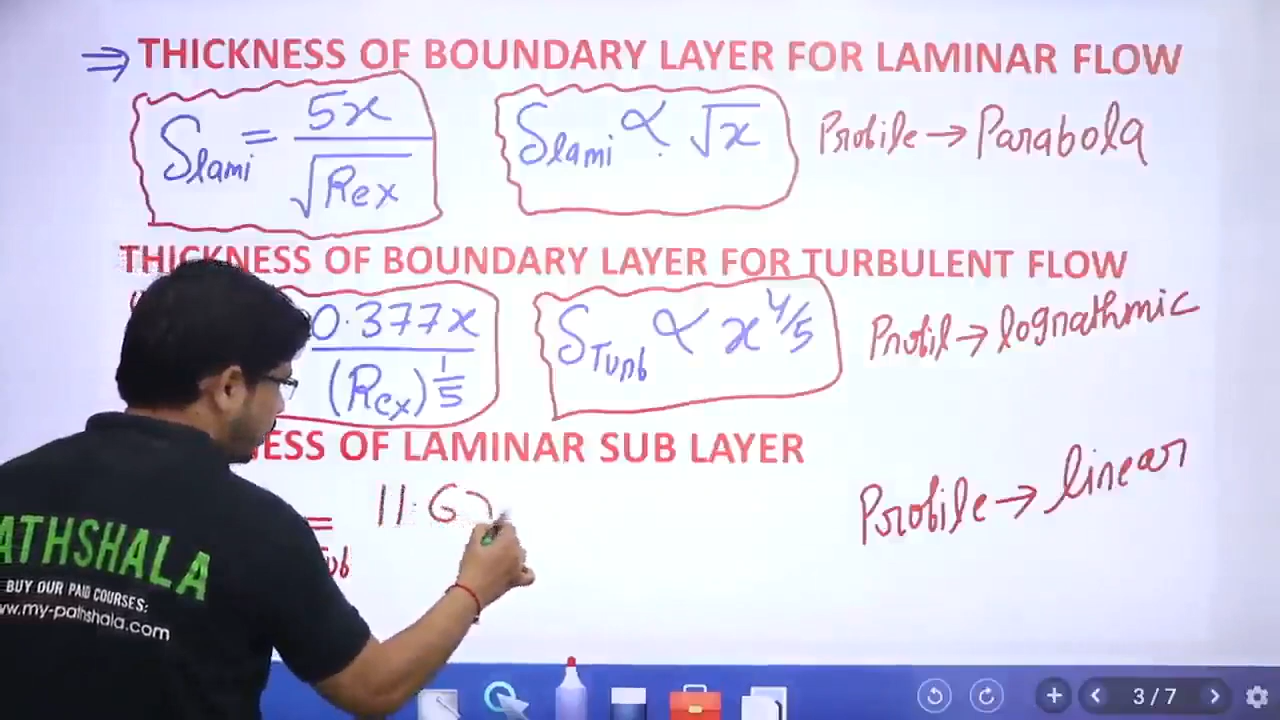 ⇒ THICKNESS OF BOUNDARY LAYER FOR LAMINAR FLOW
δlami = 5x / √Rex
δlami ∝ √x
Profile → Parabola
THICKNESS OF BOUNDARY LAYER FOR TURBULENT FLOW
0.377x / (Rex)^1/5
δTurb ∝ x^4/5
Profil → lograthmic
ESS OF LAMINAR SUB LAYER
= 11.6
ub
Profile → linear
ATHSHALA
BUY OUR PAID COURSES:
ww.my-pathshala.com
3 / 7